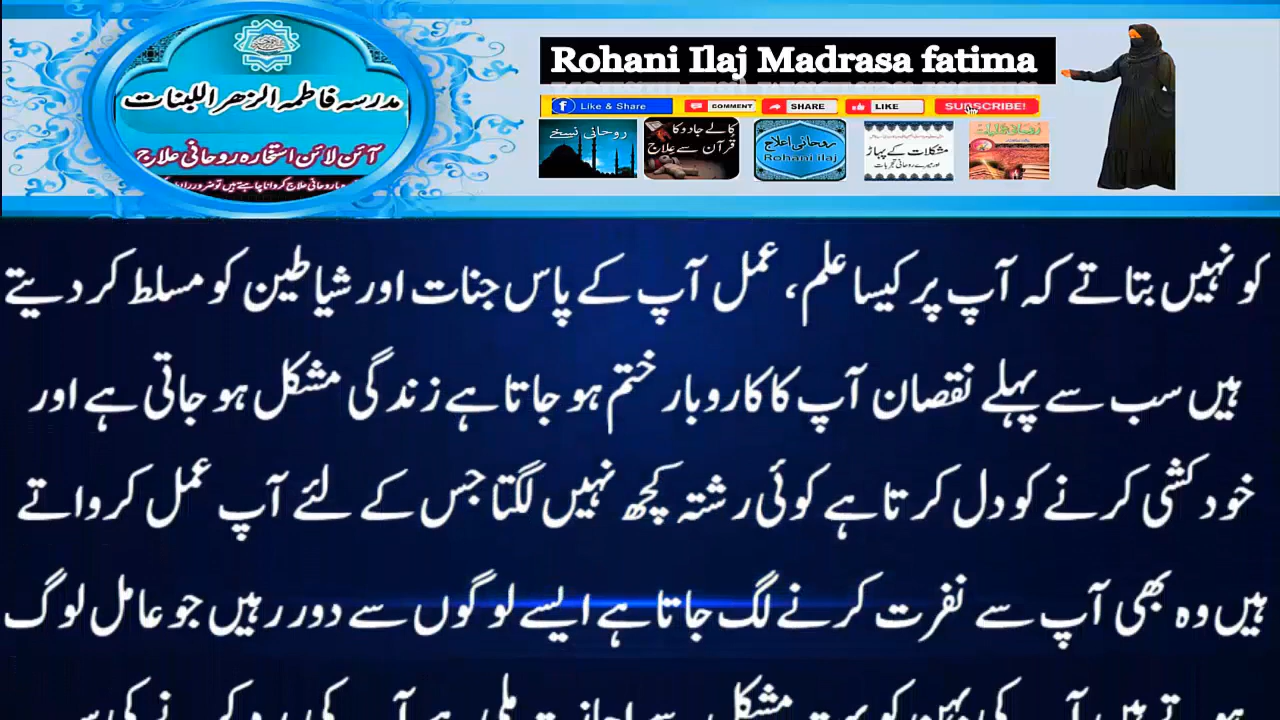 مدرسہ فاطمہ الزھراللبنات
آئن لائن استخارہ روحانی علاج
Rohani Ilaj Madrasa fatima
Like & Share
COMMENT
SHARE
LIKE
SUBSCRIBE!
روحانی نسخے
کالے جادو کا
قرآن سے علاج
روحانی اعلاج
Rohani ilaj
مشکلات کے پہاڑ
کو نہیں بتاتے کہ آپ پر کیسا علم، عمل آپ کے پاس جنات اور شیاطین کو مسلط کر دیتے
ہیں سب سے پہلے نقصان آپ کا کاروبار ختم ہو جاتا ہے زندگی مشکل ہو جاتی ہے اور
خودکشی کرنے کو دل کرتا ہے کوئی رشتہ کچھ نہیں لگتا جس کے لئے آپ عمل کرواتے
ہیں وہ بھی آپ سے نفرت کرنے لگ جاتا ہے ایسے لوگوں سے دور رہیں جو عامل لوگ